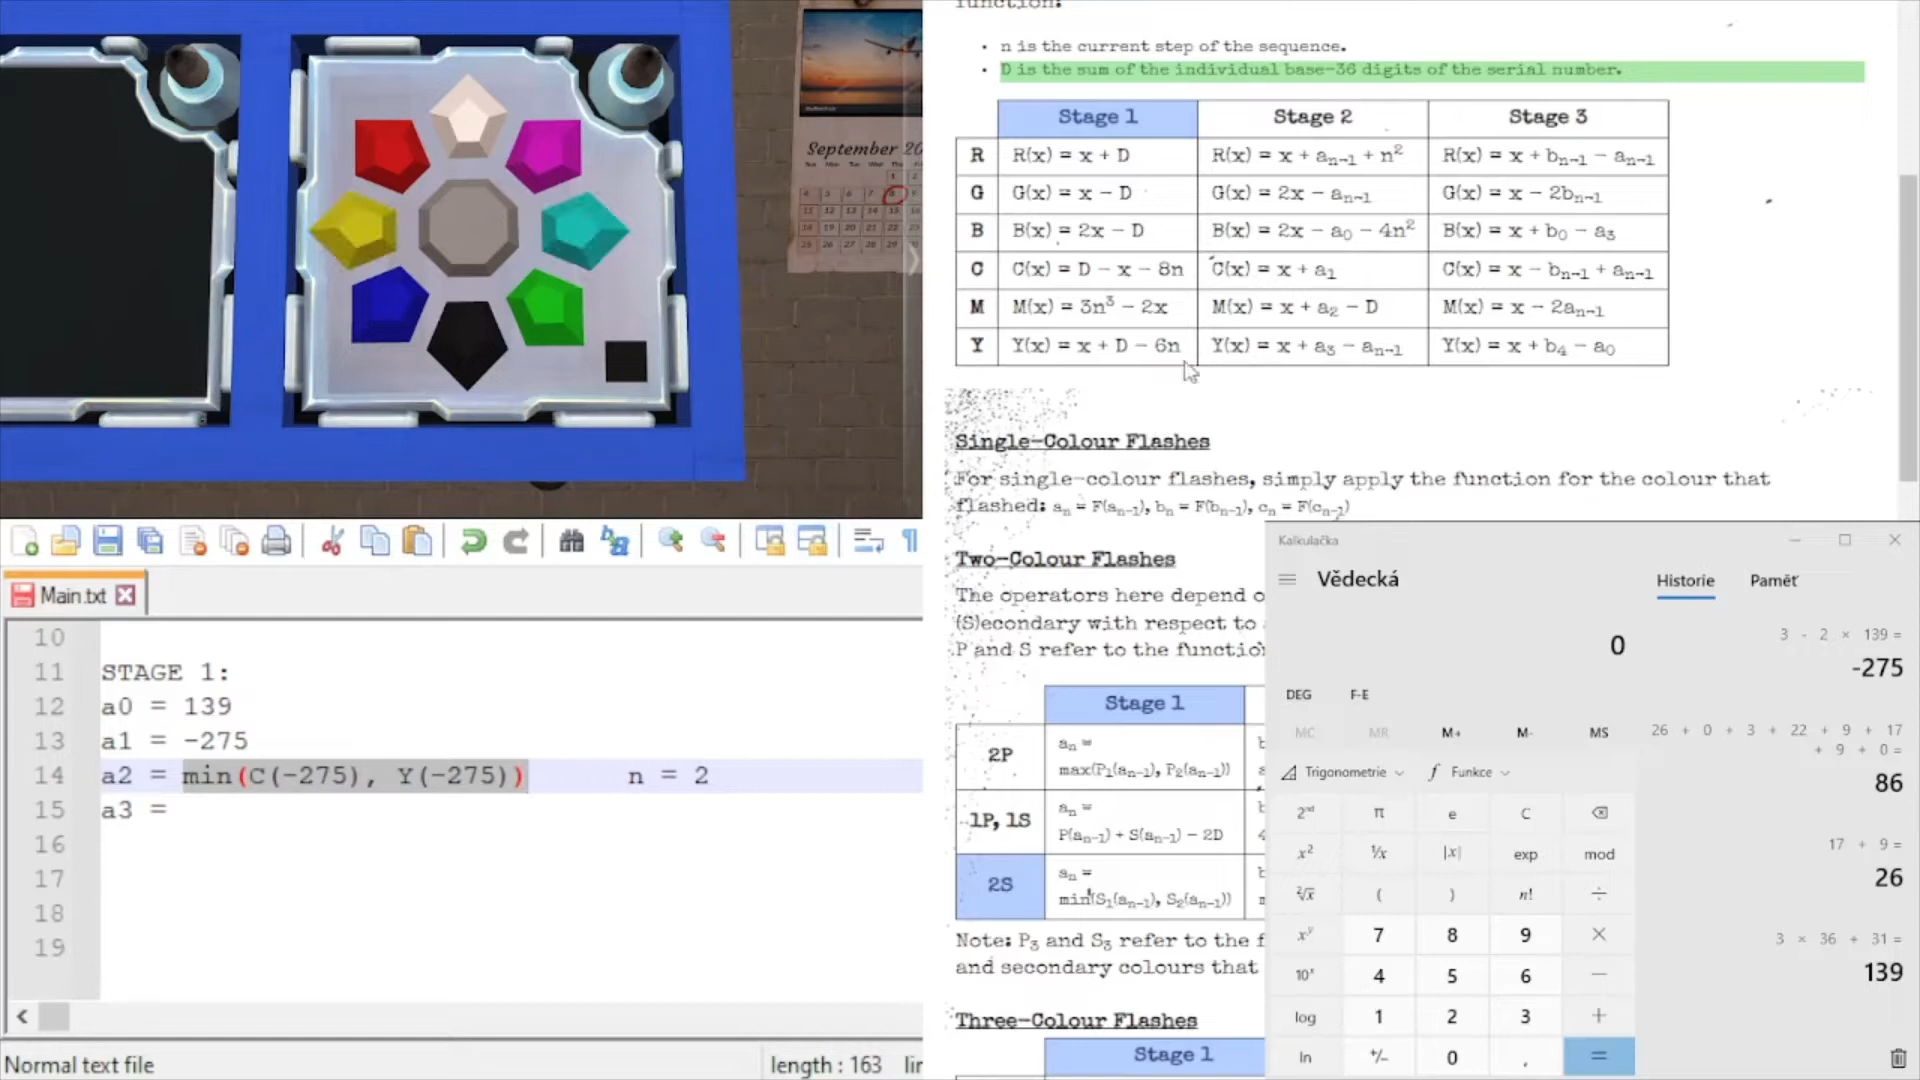 function:
• n is the current step of the sequence.
• D is the sum of the individual base-36 digits of the serial number.
Stage 1 Stage 2 Stage 3
R R(x) = x + D R(x) = x + aₙ₋₁ + n² R(x) = x + bₙ₋₁ − aₙ₋₁
G G(x) = x − D G(x) = 2x − aₙ₋₁ G(x) = x − 2bₙ₋₁
B B(x) = 2x − D B(x) = 2x − a₀ − 4n² B(x) = x + b₀ − a₃
C C(x) = D − x − 8n C(x) = x + a₁ C(x) = x − bₙ₋₁ + aₙ₋₁
M M(x) = 3n³ − 2x M(x) = x + a₂ − D M(x) = x − 2aₙ₋₁
Y Y(x) = x + D − 6n Y(x) = x + a₃ − aₙ₋₁ Y(x) = x + b₄ − a₀
Single-Colour Flashes
For single-colour flashes, simply apply the function for the colour that
flashed: aₙ = F(aₙ₋₁), bₙ = F(bₙ₋₁), cₙ = F(cₙ₋₁)
Two-Colour Flashes
The operators here depend o
(S)econdary with respect to
P and S refer to the function
Stage 1
2P
aₙ =
max(P₁(aₙ₋₁), P₂(aₙ₋₁))
1P, 1S
aₙ =
P(aₙ₋₁) + S(aₙ₋₁) − 2D
2S
aₙ =
min(S₁(aₙ₋₁), S₂(aₙ₋₁))
Note: P₃ and S₃ refer to the f
and secondary colours that
Three-Colour Flashes
Stage 1
September 20
Main.txt
10
11 STAGE 1:
12 a0 = 139
13 a1 = -275
14 a2 = min(C(-275), Y(-275)) n = 2
15 a3 =
16
17
18
19
Normal text file
length : 163
Kalkulačka
Vědecká
Historie Paměť
0
DEG F-E
MC MR M+ M- MS
Trigonometrie Funkce
2ⁿᵈ π e C
x² ¹/x |x| exp mod
²√x ( ) n! ÷
xʸ 7 8 9 ×
10ˣ 4 5 6 −
log 1 2 3 +
ln +/− 0 , =
3 - 2 × 139 =
-275
26 + 0 + 3 + 22 + 9 + 17
+ 9 + 0 =
86
17 + 9 =
26
3 × 36 + 31 =
139